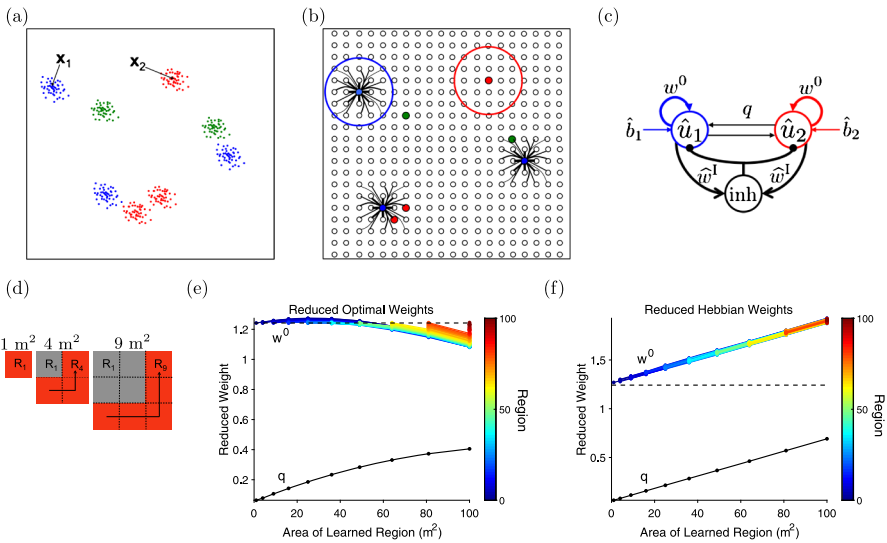 (a)
x₁
x₂
(b)
(c)
w⁰
w⁰
q
b̂₁
û₁
û₂
b̂₂
ŵᴵ
ŵᴵ
inh
(d)
1 m²
4 m²
9 m²
R₁
R₁
R₄
R₁
R₉
(e)
Reduced Optimal Weights
1.2
1
0.8
0.6
0.4
0.2
w⁰
q
0
20
40
60
80
100
Reduced Weight
Area of Learned Region (m²)
100
50
0
Region
(f)
Reduced Hebbian Weights
1.5
1
0.5
w⁰
q
0
20
40
60
80
100
Reduced Weight
Area of Learned Region (m²)
100
50
0
Region